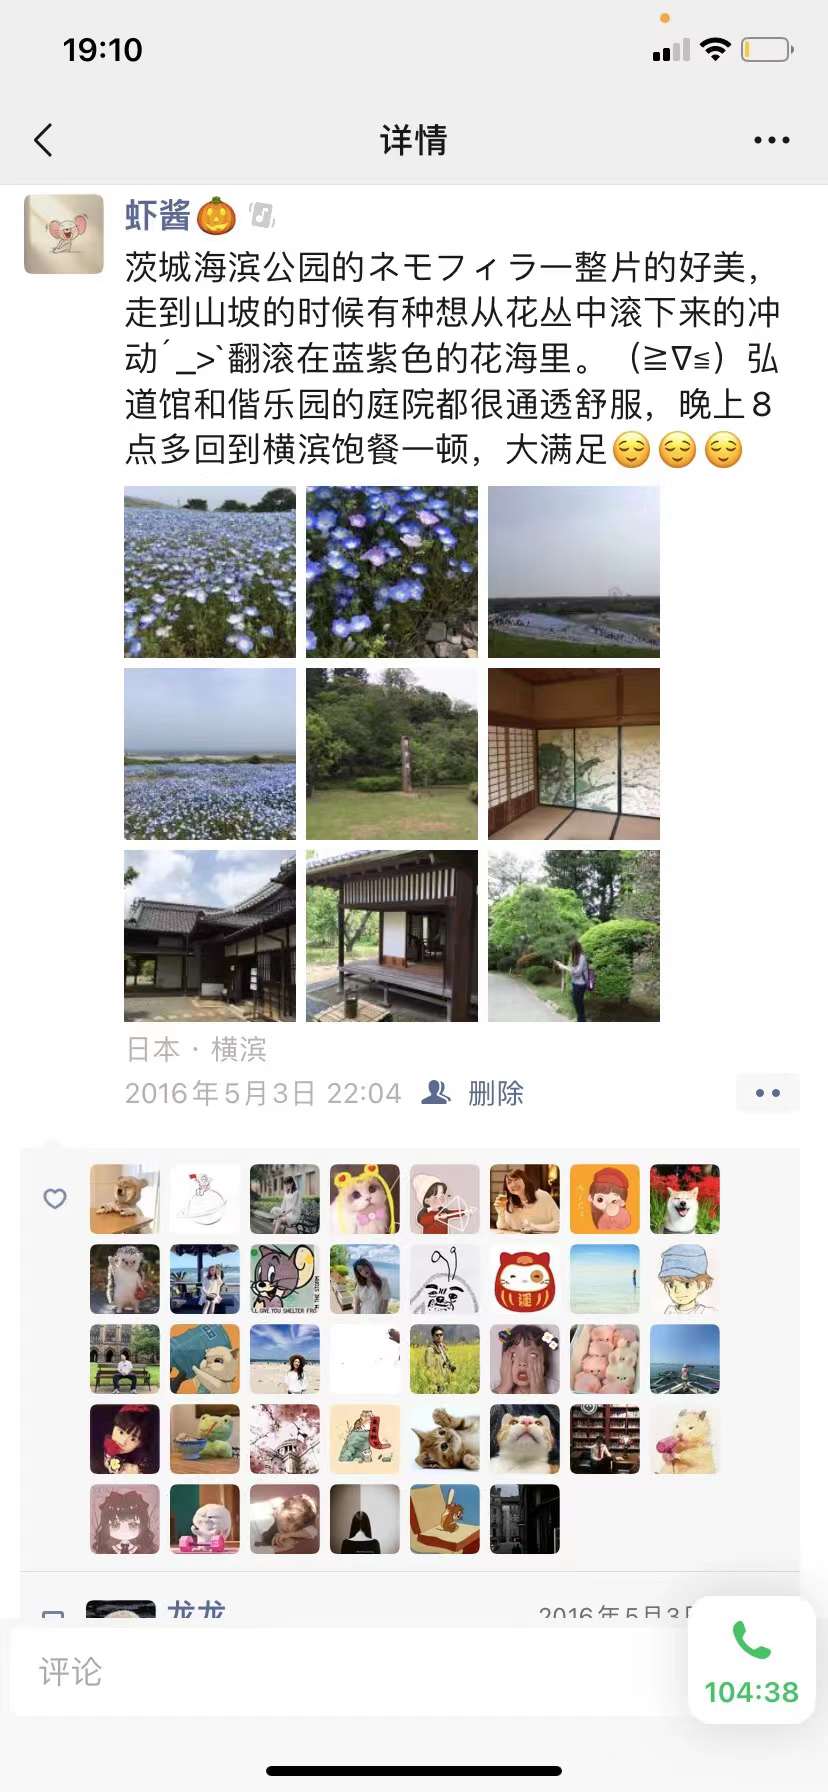 19:10
详情
虾酱🎃
茨城海滨公园的ネモフィラ一整片的好美，
走到山坡的时候有种想从花丛中滚下来的冲
动´_>`翻滚在蓝紫色的花海里。（≧∇≦）弘
道馆和偕乐园的庭院都很通透舒服，晚上８
点多回到横滨饱餐一顿，大满足😌😌😌
日本 · 横滨
2016年5月3日 22:04 删除
龙龙 2016年5月3日
评论
104:38